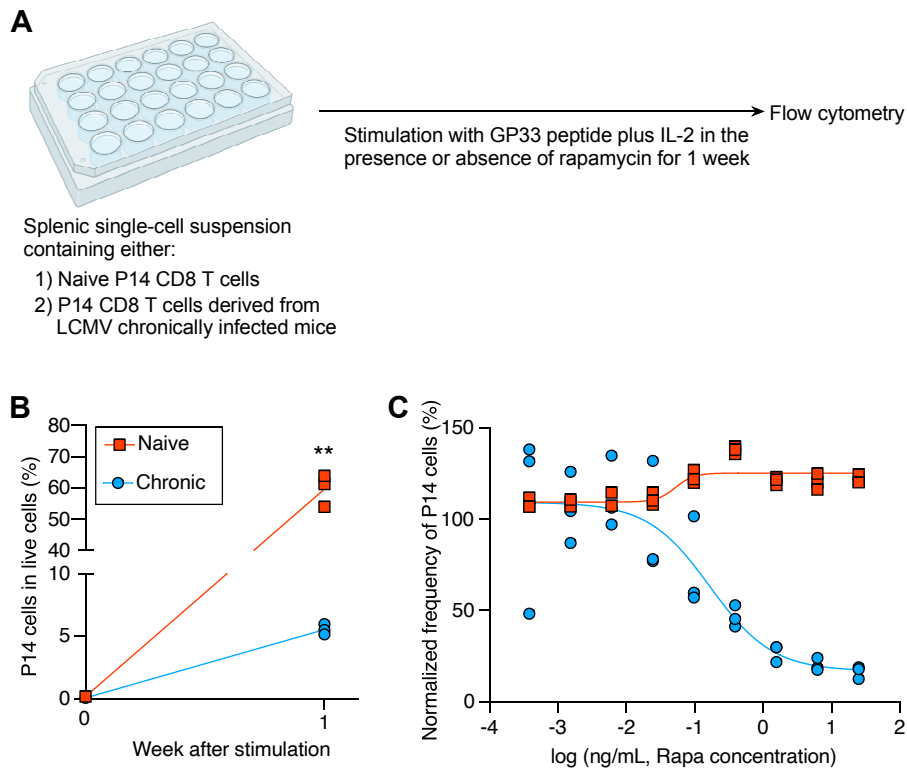 A
Flow cytometry
Stimulation with GP33 peptide plus IL-2 in the
presence or absence of rapamycin for 1 week
Splenic single-cell suspension
containing either:
1) Naive P14 CD8 T cells
2) P14 CD8 T cells derived from
LCMV chronically infected mice
B
P14 cells in live cells (%)
80
70
60
50
40
10
5
0
Naive
Chronic
**
0
1
Week after stimulation
C
Normalized frequency of P14 cells (%)
150
100
50
0
-4
-3
-2
-1
0
1
2
log (ng/mL, Rapa concentration)